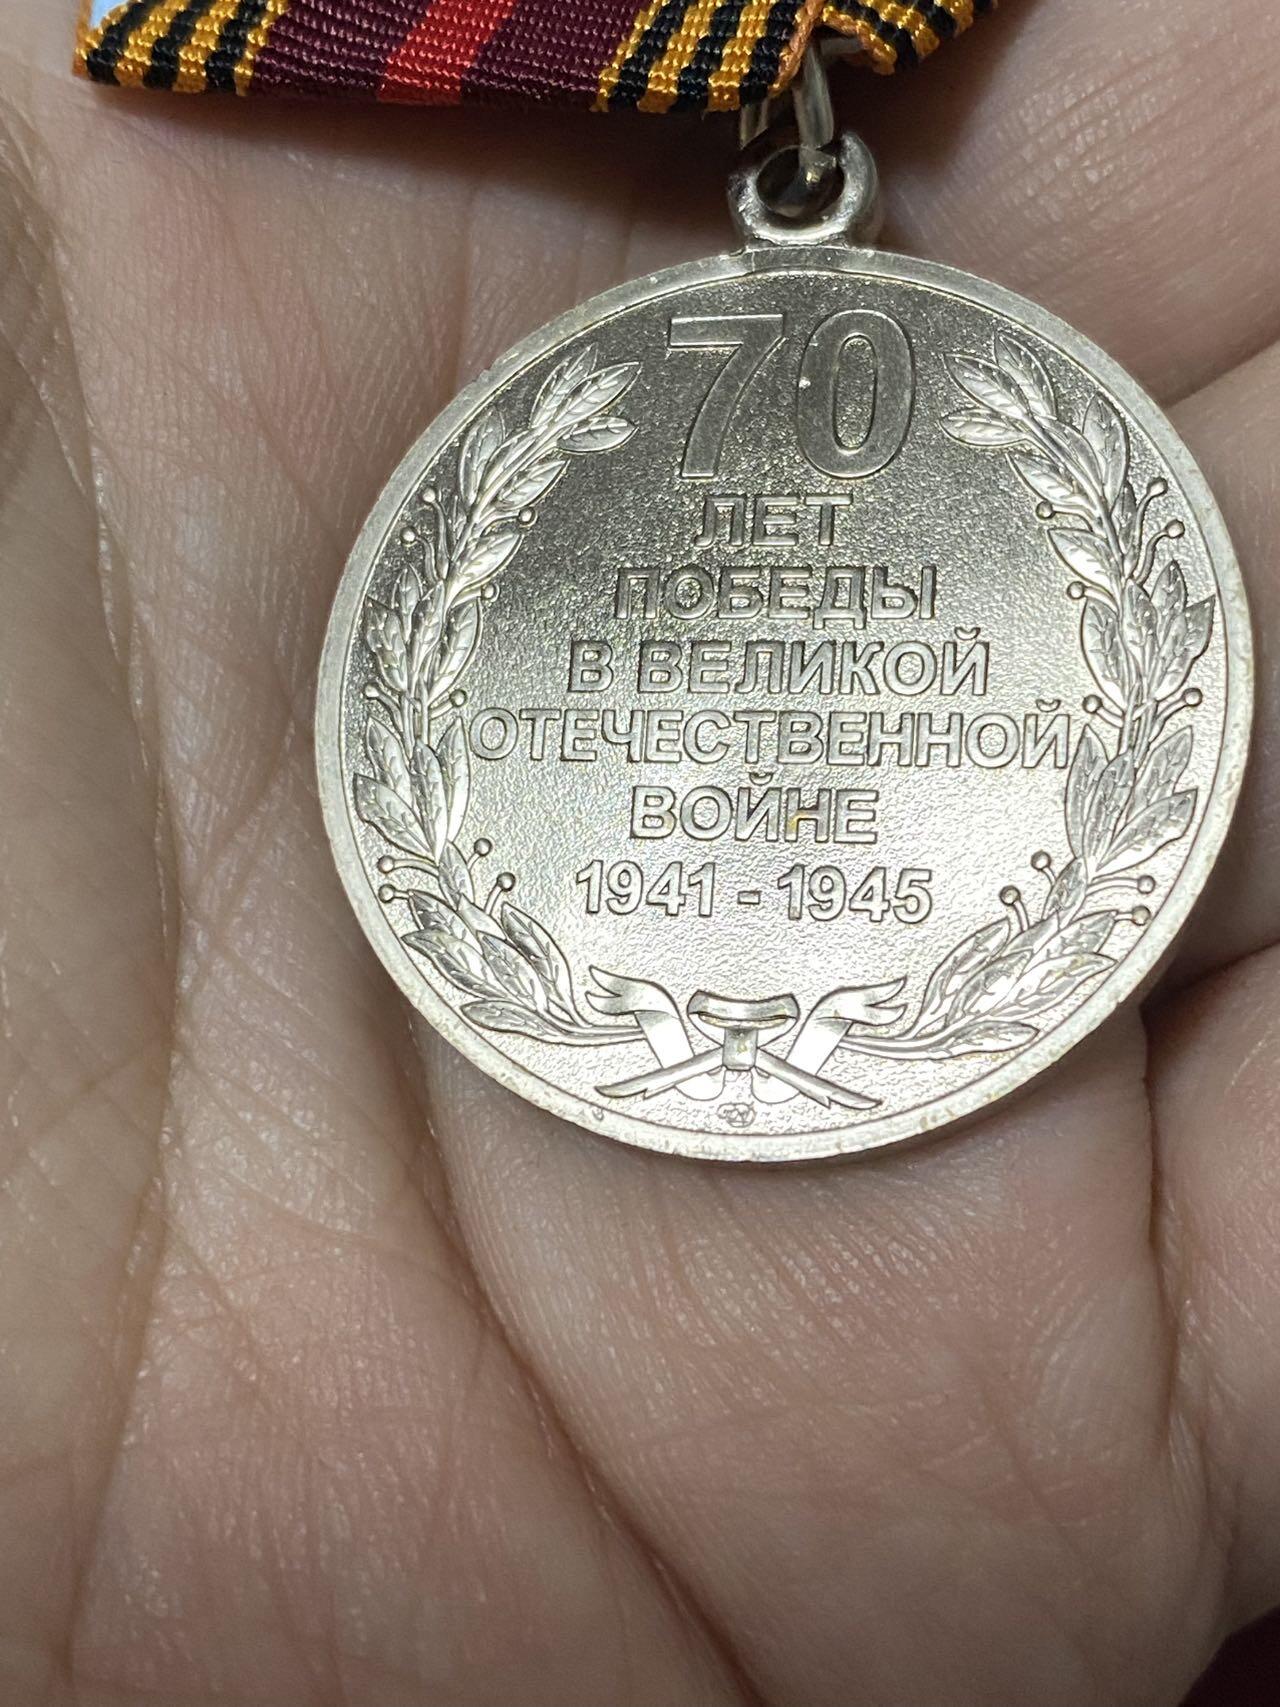 70
ЛЕТ
ПОБЕДЫ
В ВЕЛИКОЙ
ОТЕЧЕСТВЕННОЙ
ВОЙНЕ
1941 - 1945